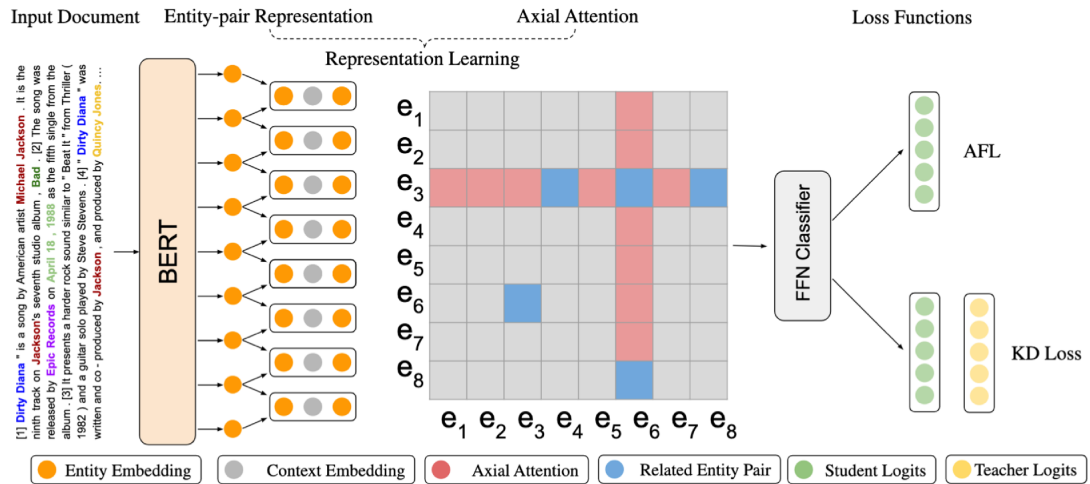 Input Document
Entity-pair Representation
Axial Attention
Loss Functions
Representation Learning
[1] Dirty Diana " is a song by American artist Michael Jackson . It is the
ninth track on Jackson's seventh studio album , Bad . [2] The song was
released by Epic Records on April 18 , 1988 as the fifth single from the
album . [3] It presents a harder rock sound similar to " Beat It " from Thriller (
1982 ) and a guitar solo played by Steve Stevens . [4] " Dirty Diana " was
written and co - produced by Jackson , and produced by Quincy Jones. ...
BERT
e1
e2
e3
e4
e5
e6
e7
e8
e1 e2 e3 e4 e5 e6 e7 e8
FFN Classifier
AFL
KD Loss
Entity Embedding
Context Embedding
Axial Attention
Related Entity Pair
Student Logits
Teacher Logits